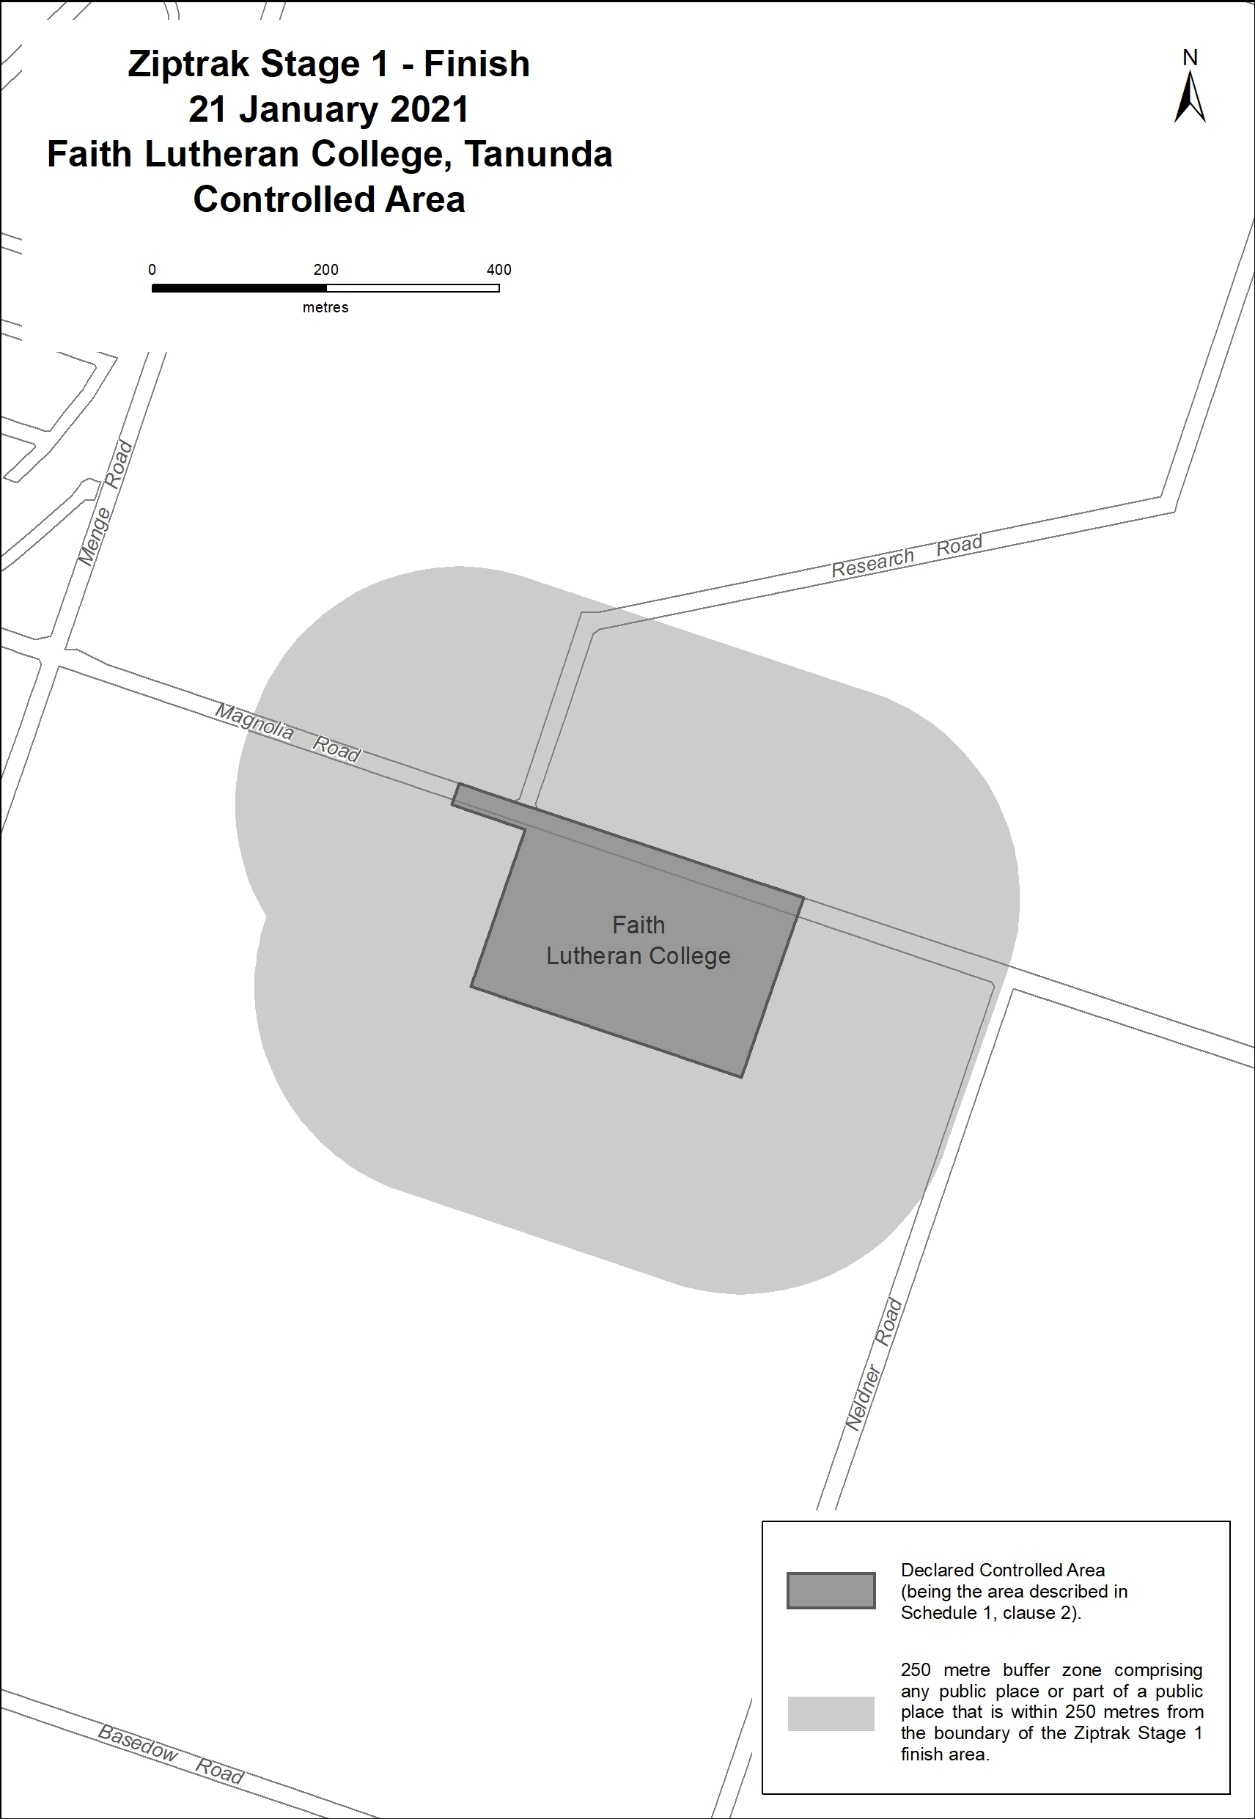 Ziptrak Stage 1 - Finish
21 January 2021
Faith Lutheran College, Tanunda
Controlled Area
N
0 200 400
metres
Menge Road
Research Road
Magnolia Road
Faith
Lutheran College
Neldner Road
Basedow Road
Declared Controlled Area
(being the area described in
Schedule 1, clause 2).
250 metre buffer zone comprising
any public place or part of a public
place that is within 250 metres from
the boundary of the Ziptrak Stage 1
finish area.